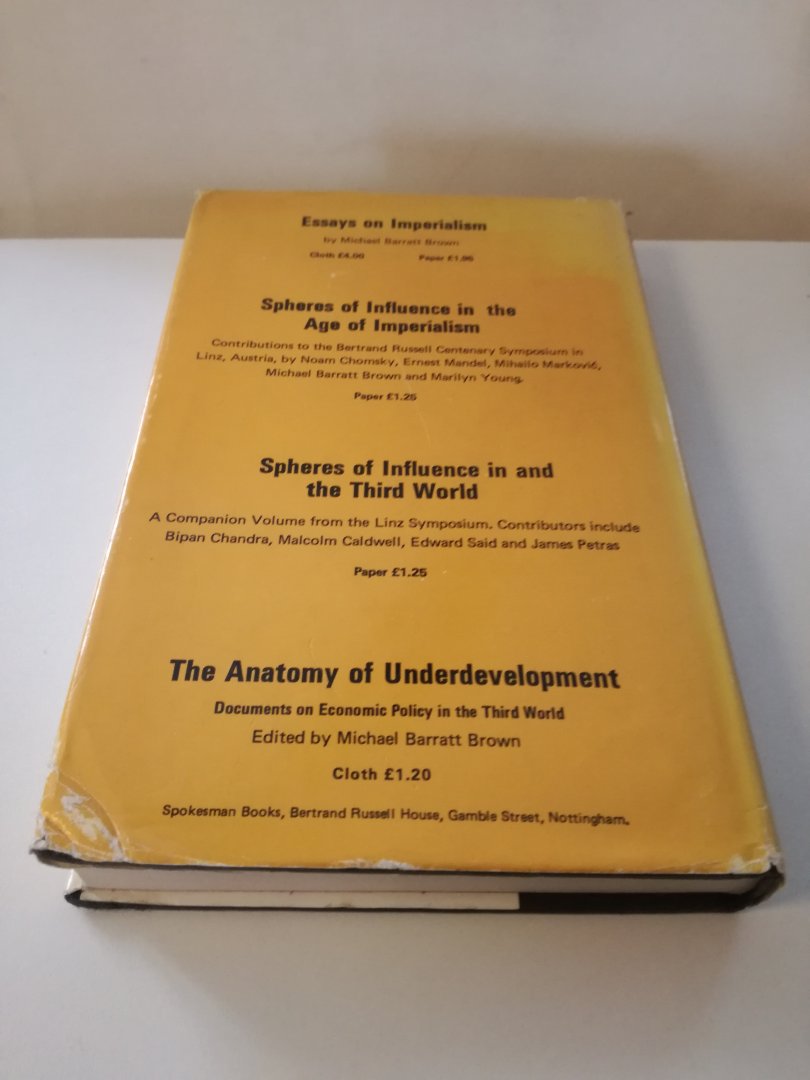 Essays on Imperialism
by Michael Barratt Brown
Cloth £4.00 Paper £1.95
Spheres of Influence in the
Age of Imperialism
Contributions to the Bertrand Russell Centenary Symposium in
Linz, Austria, by Noam Chomsky, Ernest Mandel, Mihailo Marković,
Michael Barratt Brown and Marilyn Young.
Paper £1.25
Spheres of Influence in and
the Third World
A Companion Volume from the Linz Symposium. Contributors include
Bipan Chandra, Malcolm Caldwell, Edward Said and James Petras
Paper £1.25
The Anatomy of Underdevelopment
Documents on Economic Policy in the Third World
Edited by Michael Barratt Brown
Cloth £1.20
Spokesman Books, Bertrand Russell House, Gamble Street, Nottingham.